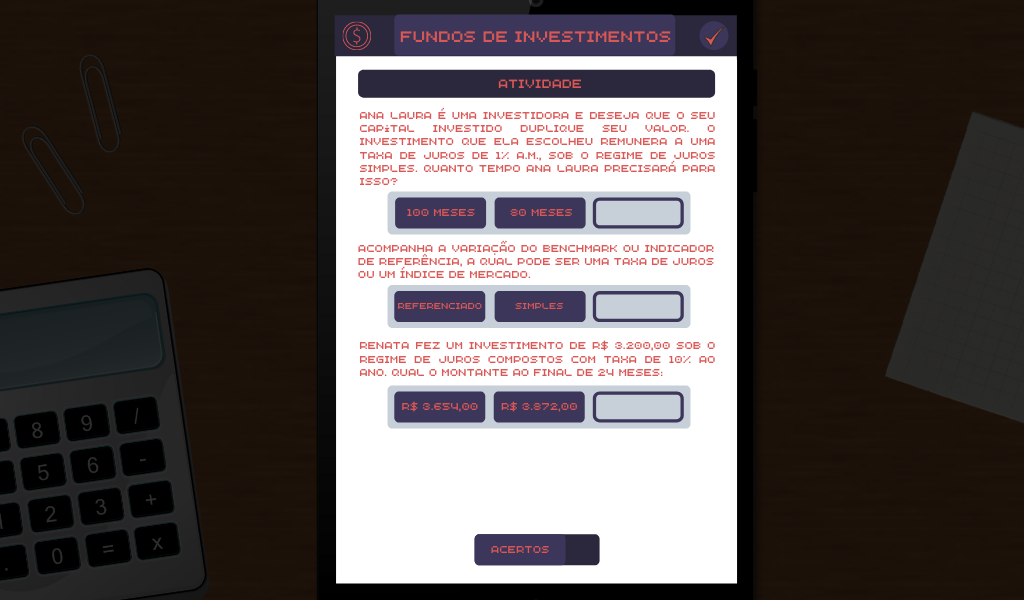 FUNDOS DE INVESTIMENTOS
ATIVIDADE
ANA LAURA É UMA INVESTIDORA E DESEJA QUE O SEU
CAPíTAL INVESTIDO DUPLIQUE SEU VALOR. O
INVESTIMENTO QUE ELA ESCOLHEU REMUNERA A UMA
TAXA DE JUROS DE 1% A.M., SOB O REGIME DE JUROS
SIMPLES. QUANTO TEMPO ANA LAURA PRECISARÁ PARA
ISSO?
100 MESES 80 MESES
ACOMPANHA A VARIAÇÃO DO BENCHMARK OU INDICADOR
DE REFERÊNCIA, A QUAL PODE SER UMA TAXA DE JUROS
OU UM ÍNDICE DE MERCADO.
REFERENCIADO SIMPLES
RENATA FEZ UM INVESTIMENTO DE R$ 3.200,00 SOB O
REGIME DE JUROS COMPOSTOS COM TAXA DE 10% AO
ANO. QUAL O MONTANTE AO FINAL DE 24 MESES:
R$ 3.654,00 R$ 3.872,00
ACERTOS
8 9 /
5 6 -
1 2 3 +
. 0 = x